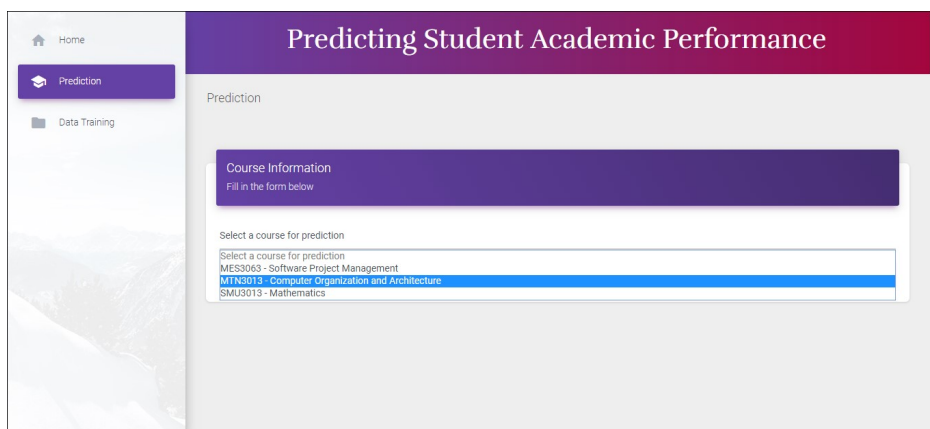 Home
Prediction
Data Training
Predicting Student Academic Performance
Prediction
Course Information
Fill in the form below
Select a course for prediction
Select a course for prediction
MES3063 - Software Project Management
MTN3013 - Computer Organization and Architecture
SMU3013 - Mathematics